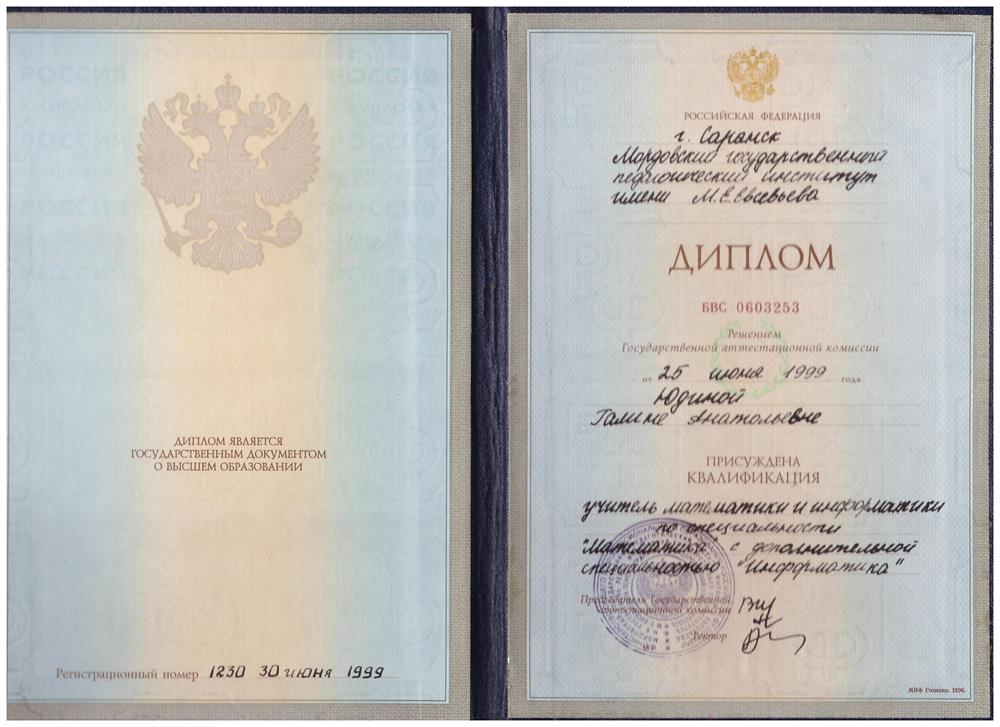 ДИПЛОМ ЯВЛЯЕТСЯ
ГОСУДАРСТВЕННЫМ ДОКУМЕНТОМ
О ВЫСШЕМ ОБРАЗОВАНИИ
Регистрационный номер 1230 30 июня 1999
РОССИЙСКАЯ ФЕДЕРАЦИЯ
г. Саранск
Мордовский государственный
педагогический институт
имени М.Е.Евсевьева
ДИПЛОМ
БВС 0603253
Решением
Государственной аттестационной комиссии
от 25 июня 1999 года
Юдиной
Галине Анатольевне
ПРИСУЖДЕНА
КВАЛИФИКАЦИЯ
учитель математики и информатики
по специальности
"Математика" с дополнительной
специальностью "Информатика"
Председатель Государственной
аттестационной комиссии
Ректор
МПФ Гознака. 1996.